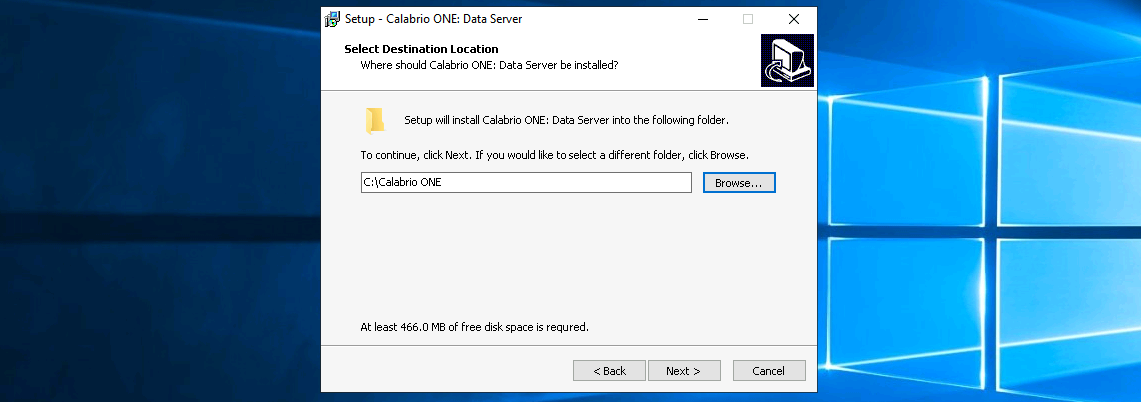 Setup - Calabrio ONE: Data Server
Select Destination Location
Where should Calabrio ONE: Data Server be installed?
Setup will install Calabrio ONE: Data Server into the following folder.
To continue, click Next. If you would like to select a different folder, click Browse.
C:\Calabrio ONE
Browse...
At least 466.0 MB of free disk space is required.
< Back
Next >
Cancel